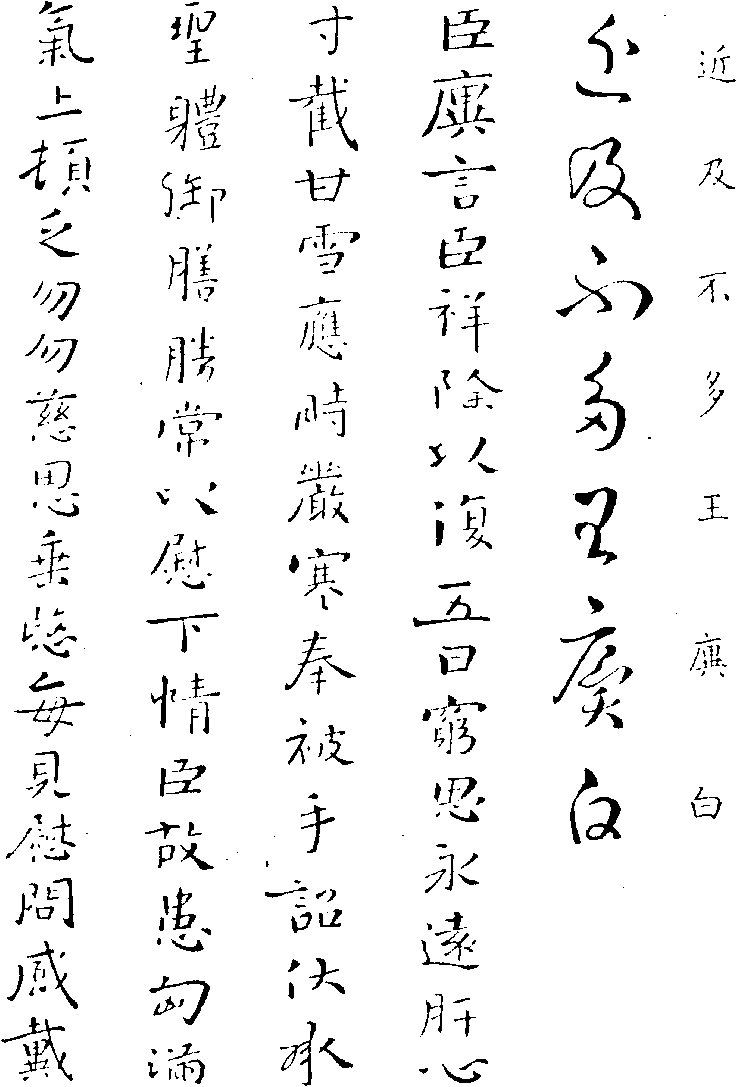 近及不多王廙白
近及不多王廙白
臣廙言臣祥除以復五日窮思永遠肝心
寸截甘雪應時嚴寒奉被手詔伏承
聖體御膳勝常以慰下情臣故患匈滿
氣上頓乏勿勿慈恩垂愍每見慰問感戴